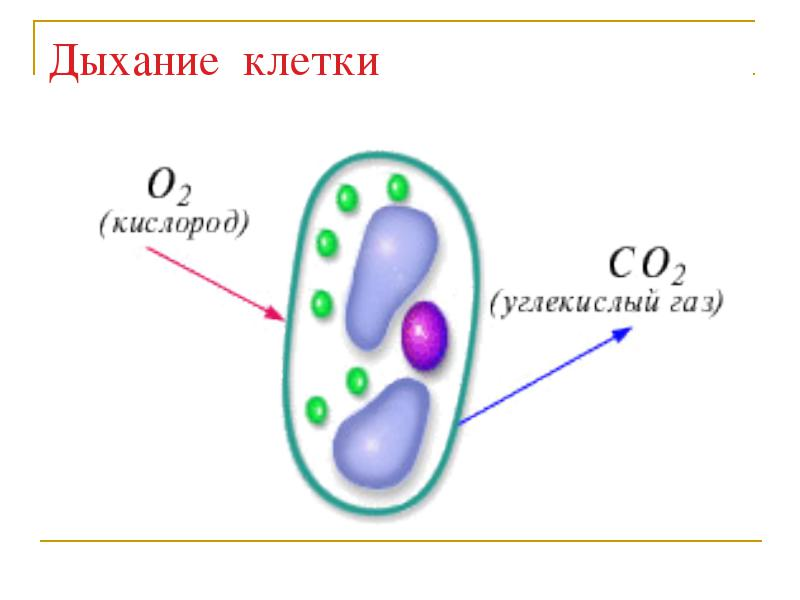 Дыхание клетки
O2
(кислород)
CO2
(углекислый газ)